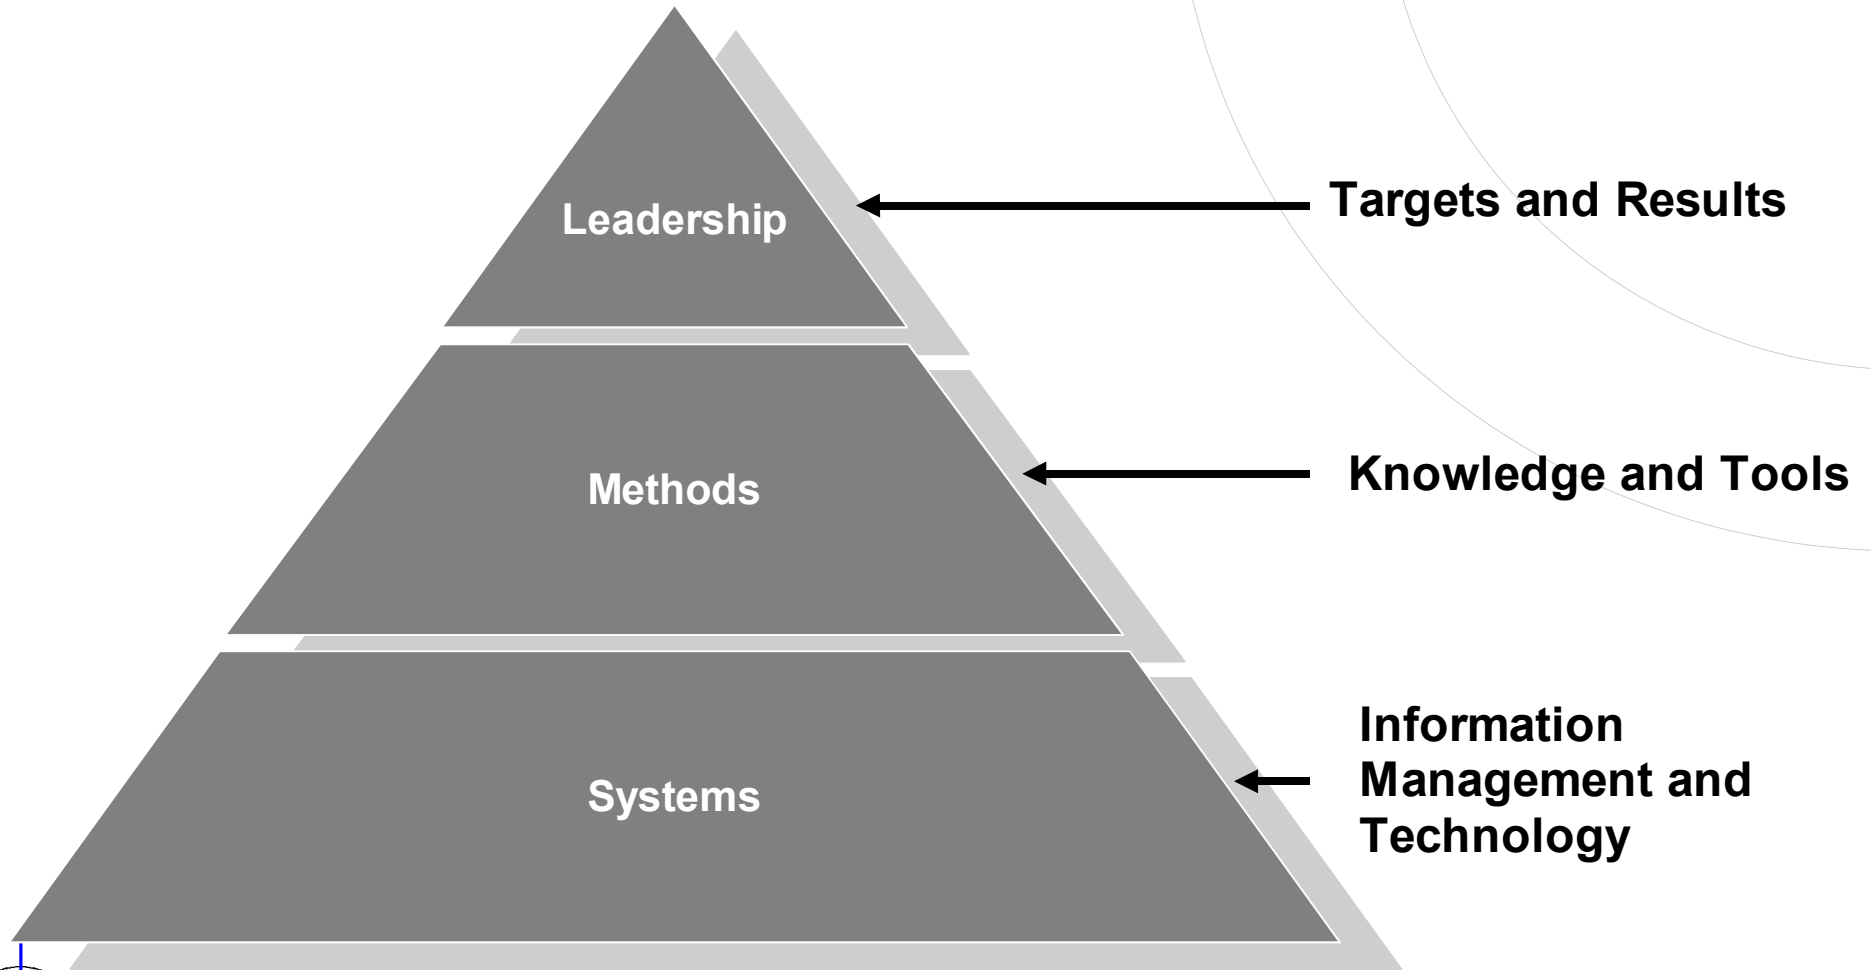 Leadership
Targets and Results
Methods
Knowledge and Tools
Systems
Information
Management and
Technology